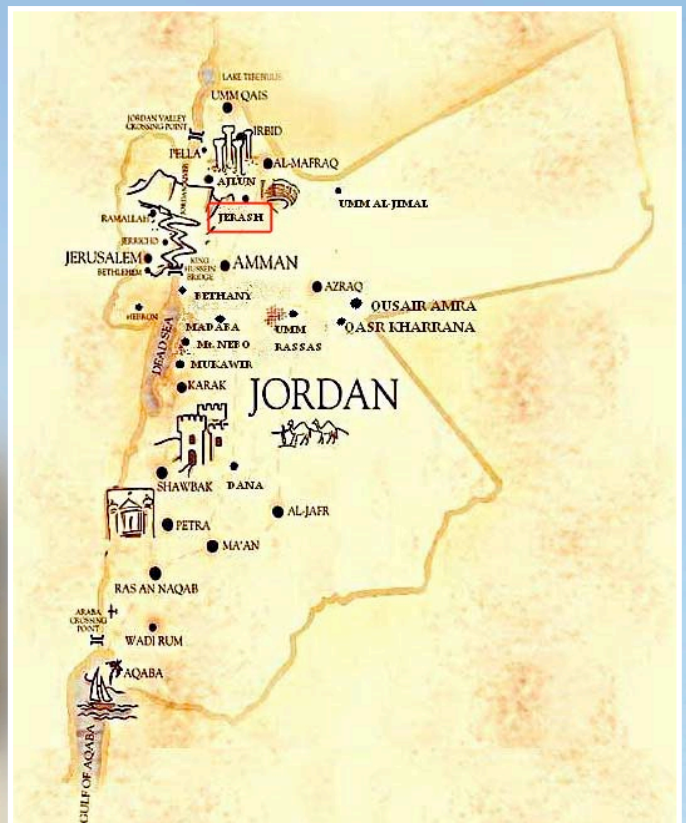 LAKE TIBERIUS
UMM QAIS
JORDAN VALLEY
CROSSING POINT
IRBID
PELLA
AL-MAFRAQ
AJLUN
JORDAN RIVER
UMM AL-JIMAL
RAMALLAH
JERASH
JERICHO
JERUSALEM
KING
HUSSEIN
BRIDGE
AMMAN
BETHLEHEM
AZRAQ
BETHANY
QUSAIR AMRA
HEBRON
MADABA
UMM
RASSAS
QASR KHARRANA
DEAD SEA
Mt. NEBO
MUKAWIR
KARAK
JORDAN
SHAWBAK
DANA
AL-JAFR
PETRA
MA'AN
RAS AN NAQAB
ARABA
CROSSING
POINT
WADI RUM
AQABA
GULF OF AQABA